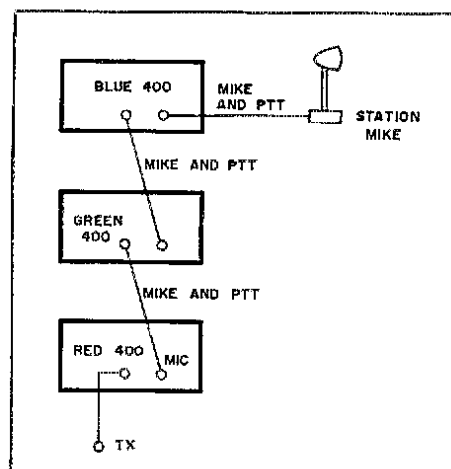 BLUE 400
MIKE
AND PTT
STATION
MIKE
MIKE AND PTT
GREEN
400
MIKE AND PTT
RED 400
MIC
TX